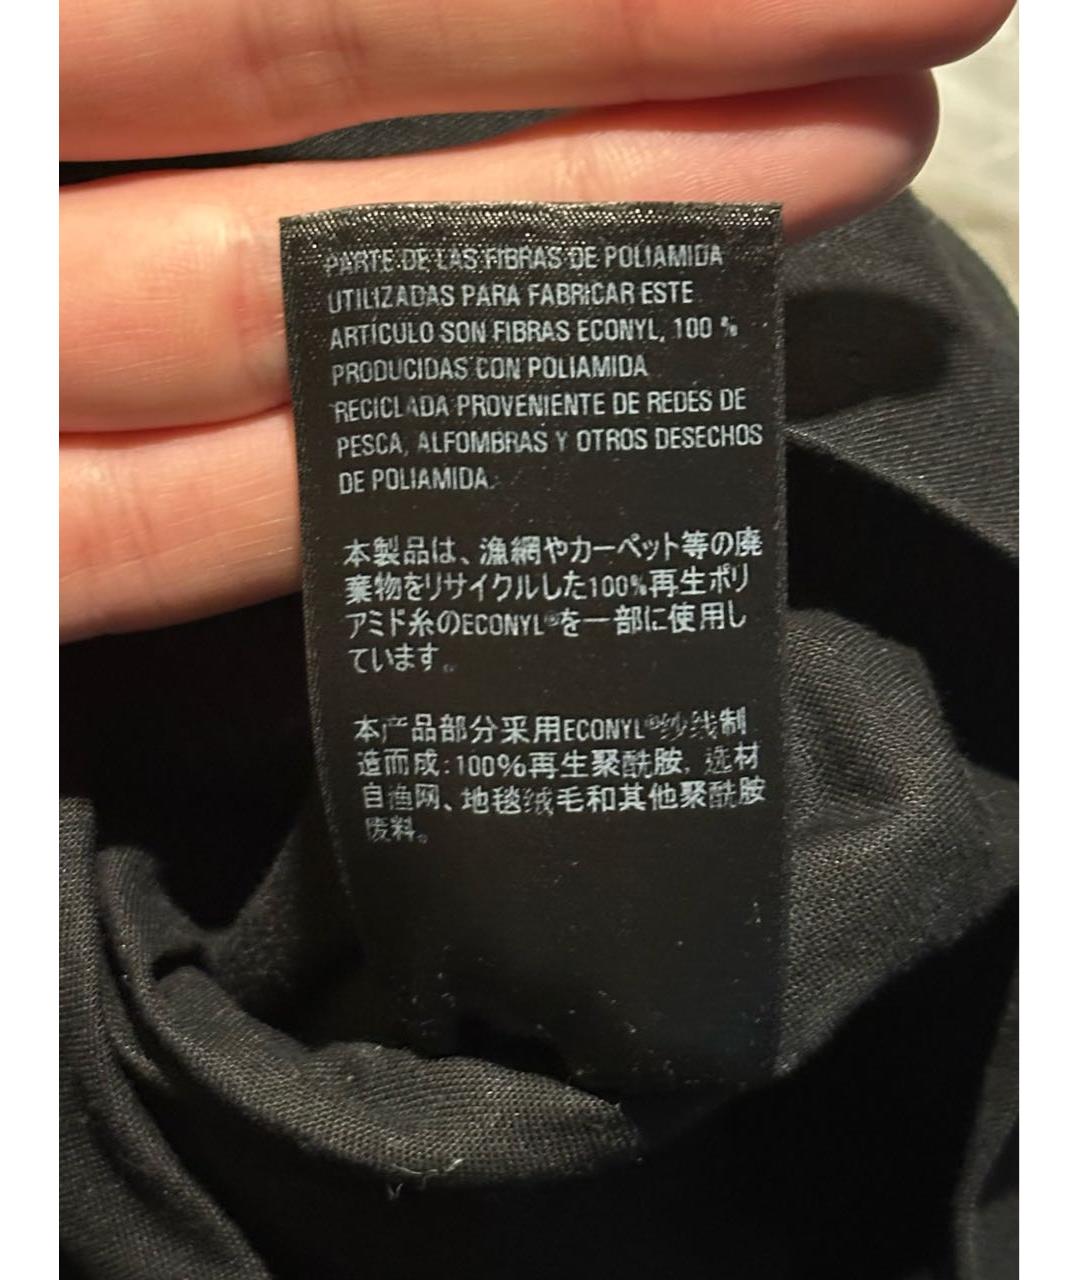 PARTE DE LAS FIBRAS DE POLIAMIDA
UTILIZADAS PARA FABRICAR ESTE
ARTÍCULO SON FIBRAS ECONYL, 100 %
PRODUCIDAS CON POLIAMIDA
RECICLADA PROVENIENTE DE REDES DE
PESCA, ALFOMBRAS Y OTROS DESECHOS
DE POLIAMIDA.
本製品は、漁網やカーペット等の廃
棄物をリサイクルした100%再生ポリ
アミド糸のECONYL®を一部に使用し
ています。
本产品部分采用ECONYL®纱线制
造而成:100%再生聚酰胺, 选材
自渔网、地毯绒毛和其他聚酰胺
废料。